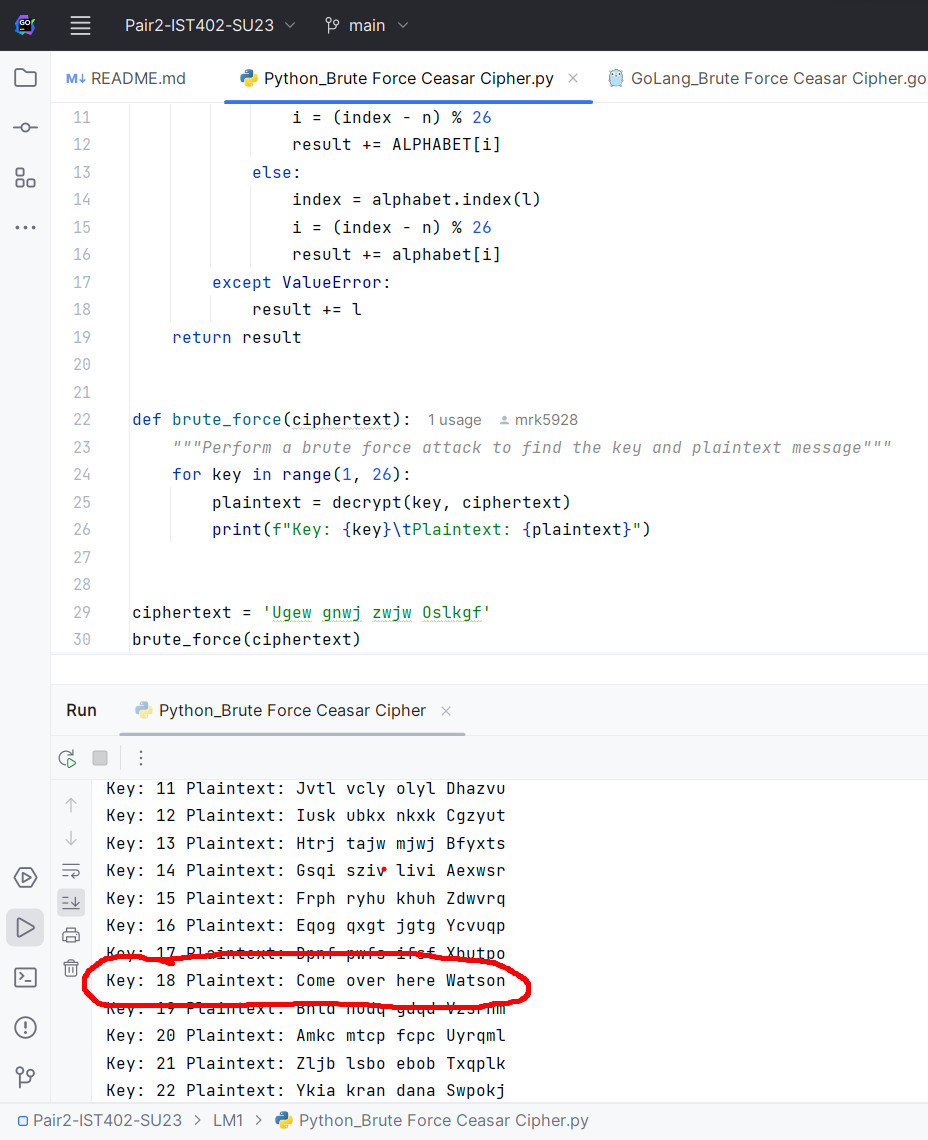 GO
Pair2-IST402-SU23 main
M↓ README.md Python_Brute Force Ceasar Cipher.py × GoLang_Brute Force Ceasar Cipher.go
11 i = (index - n) % 26
12 result += ALPHABET[i]
13 else:
14 index = alphabet.index(l)
15 i = (index - n) % 26
16 result += alphabet[i]
17 except ValueError:
18 result += l
19 return result
20
21
22 def brute_force(ciphertext): 1 usage mrk5928
23 """Perform a brute force attack to find the key and plaintext message"""
24 for key in range(1, 26):
25 plaintext = decrypt(key, ciphertext)
26 print(f"Key: {key}\tPlaintext: {plaintext}")
27
28
29 ciphertext = 'Ugew gnwj zwjw Oslkgf'
30 brute_force(ciphertext)
Run Python_Brute Force Ceasar Cipher ×
Key: 11 Plaintext: Jvtl vcly olyl Dhazvu
Key: 12 Plaintext: Iusk ubkx nkxk Cgzyut
Key: 13 Plaintext: Htrj tajw mjwj Bfyxts
Key: 14 Plaintext: Gsqi sziv livi Aexwsr
Key: 15 Plaintext: Frph ryhu khuh Zdwvrq
Key: 16 Plaintext: Eqog qxgt jgtg Ycvuqp
Key: 17 Plaintext: Dpnf pwfs ifsf Xbutpo
Key: 18 Plaintext: Come over here Watson
Key: 19 Plaintext: Bnld nudq gdqd Vzsrnm
Key: 20 Plaintext: Amkc mtcp fcpc Uyrqml
Key: 21 Plaintext: Zljb lsbo ebob Txqplk
Key: 22 Plaintext: Ykia kran dana Swpokj
Pair2-IST402-SU23 > LM1 > Python_Brute Force Ceasar Cipher.py